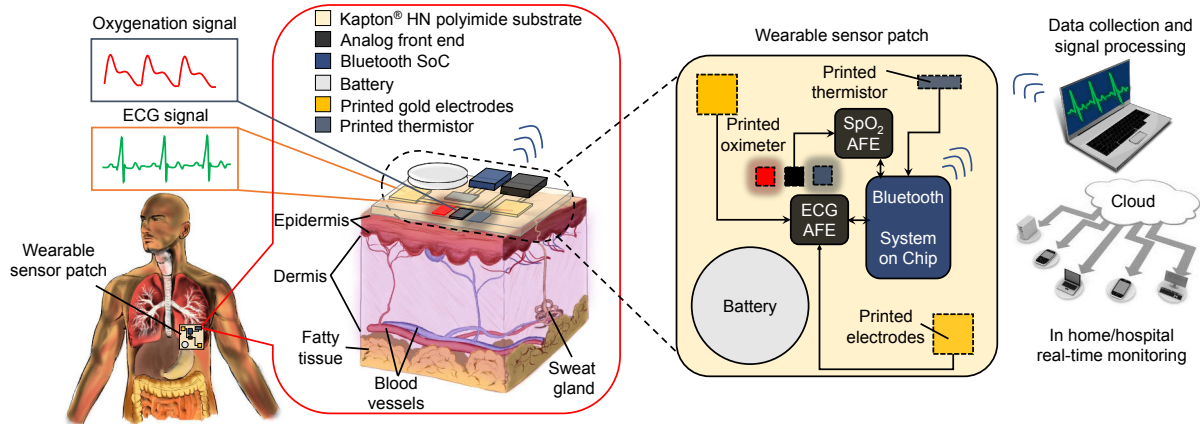 Oxygenation signal
ECG signal
Wearable
sensor patch
Kapton® HN polyimide substrate
Analog front end
Bluetooth SoC
Battery
Printed gold electrodes
Printed thermistor
Epidermis
Dermis
Fatty
tissue
Blood
vessels
Sweat
gland
Wearable sensor patch
Printed
thermistor
Printed
oximeter
SpO₂
AFE
ECG
AFE
Bluetooth
System
on Chip
Battery
Printed
electrodes
Data collection and
signal processing
Cloud
In home/hospital
real-time monitoring